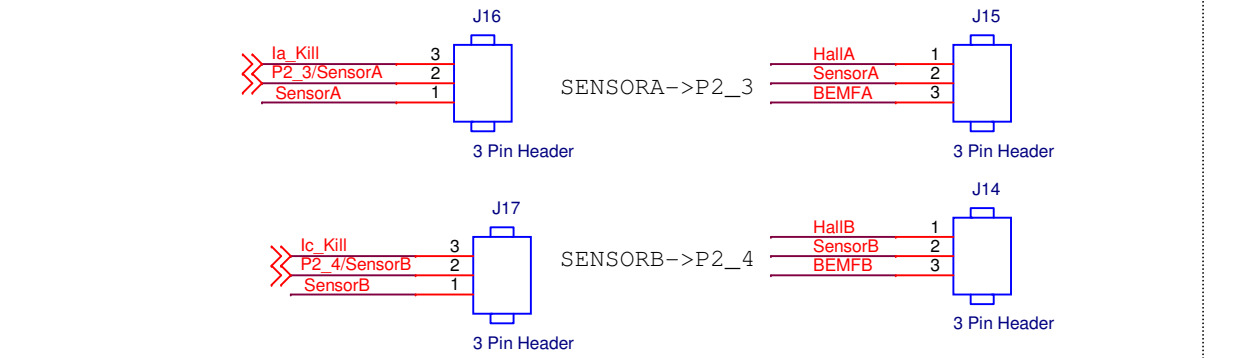 J16
Ia_Kill 3
P2_3/SensorA 2
SensorA 1
3 Pin Header
SENSORA->P2_3
J15
HallA 1
SensorA 2
BEMFA 3
3 Pin Header
J17
Ic_Kill 3
P2_4/SensorB 2
SensorB 1
3 Pin Header
SENSORB->P2_4
J14
HallB 1
SensorB 2
BEMFB 3
3 Pin Header